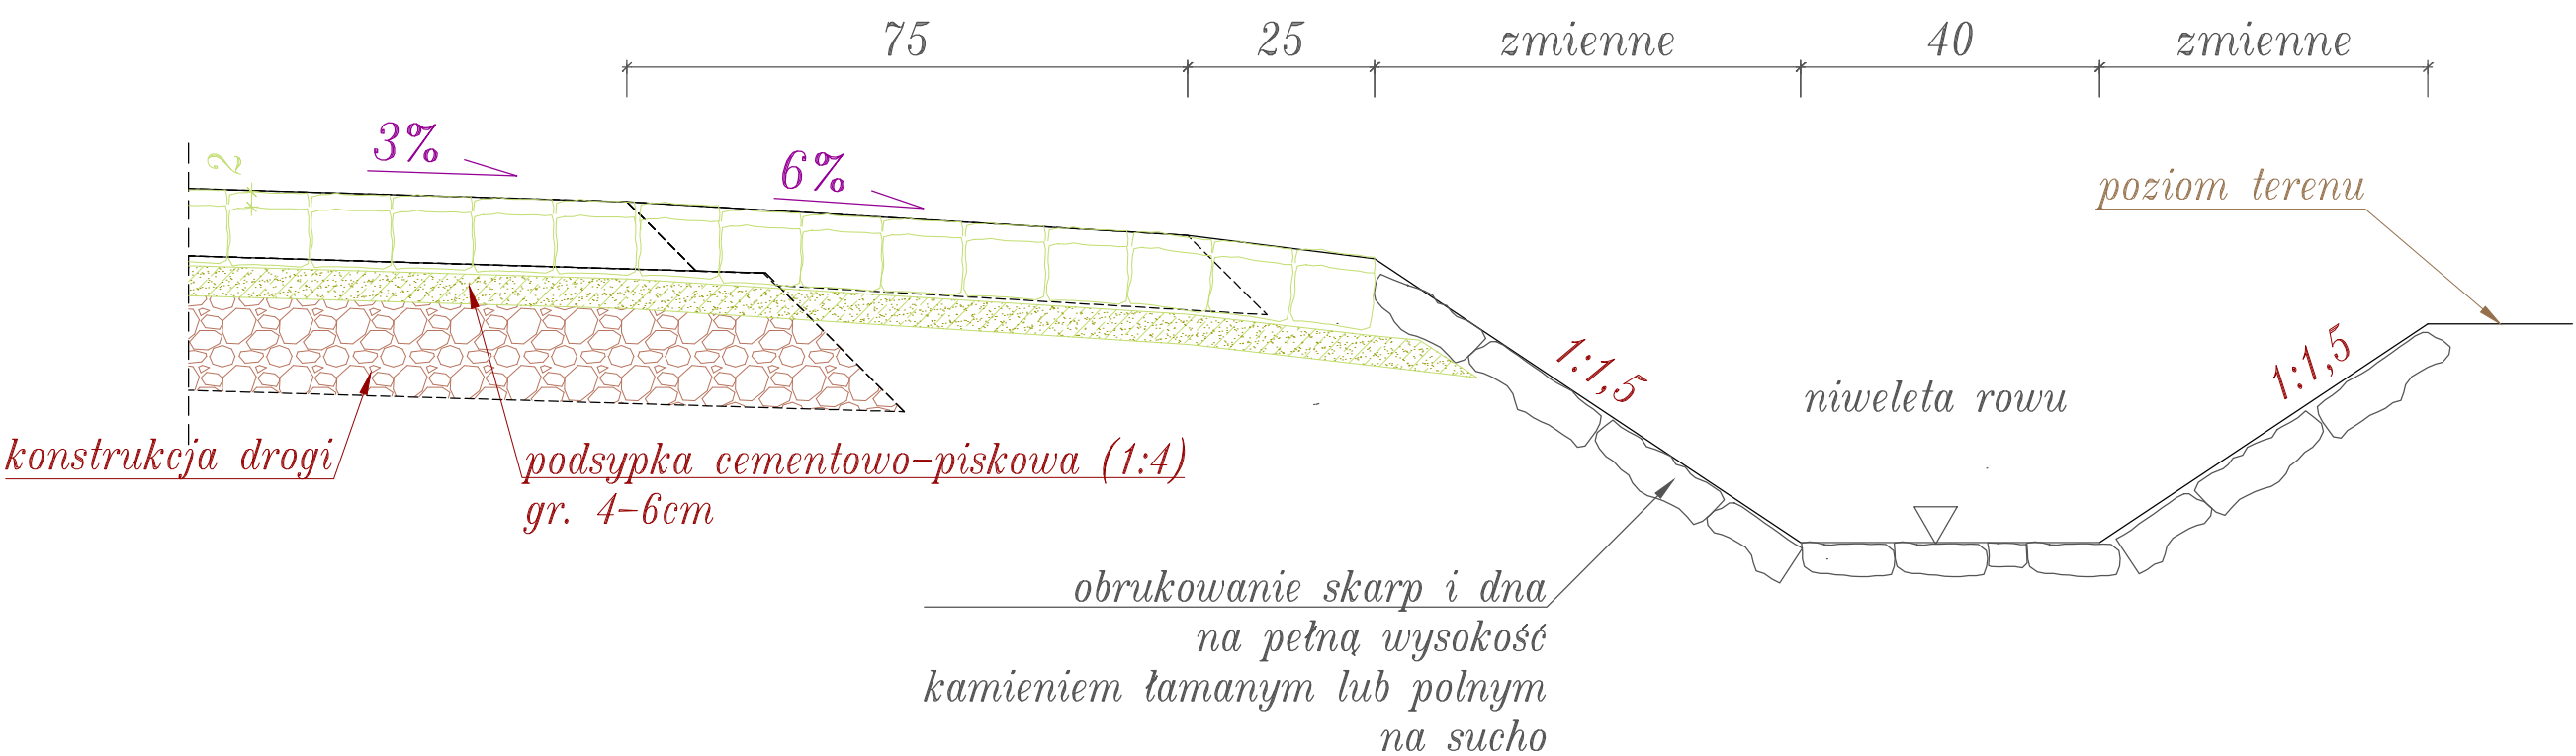 75 25 zmienne 40 zmienne
3%
2
6%
poziom terenu
1:1,5
1:1,5
niweleta rowu
konstrukcja drogi
podsypka cementowo-piskowa (1:4)
gr. 4-6cm
obrukowanie skarp i dna
na pełną wysokość
kamieniem łamanym lub polnym
na sucho